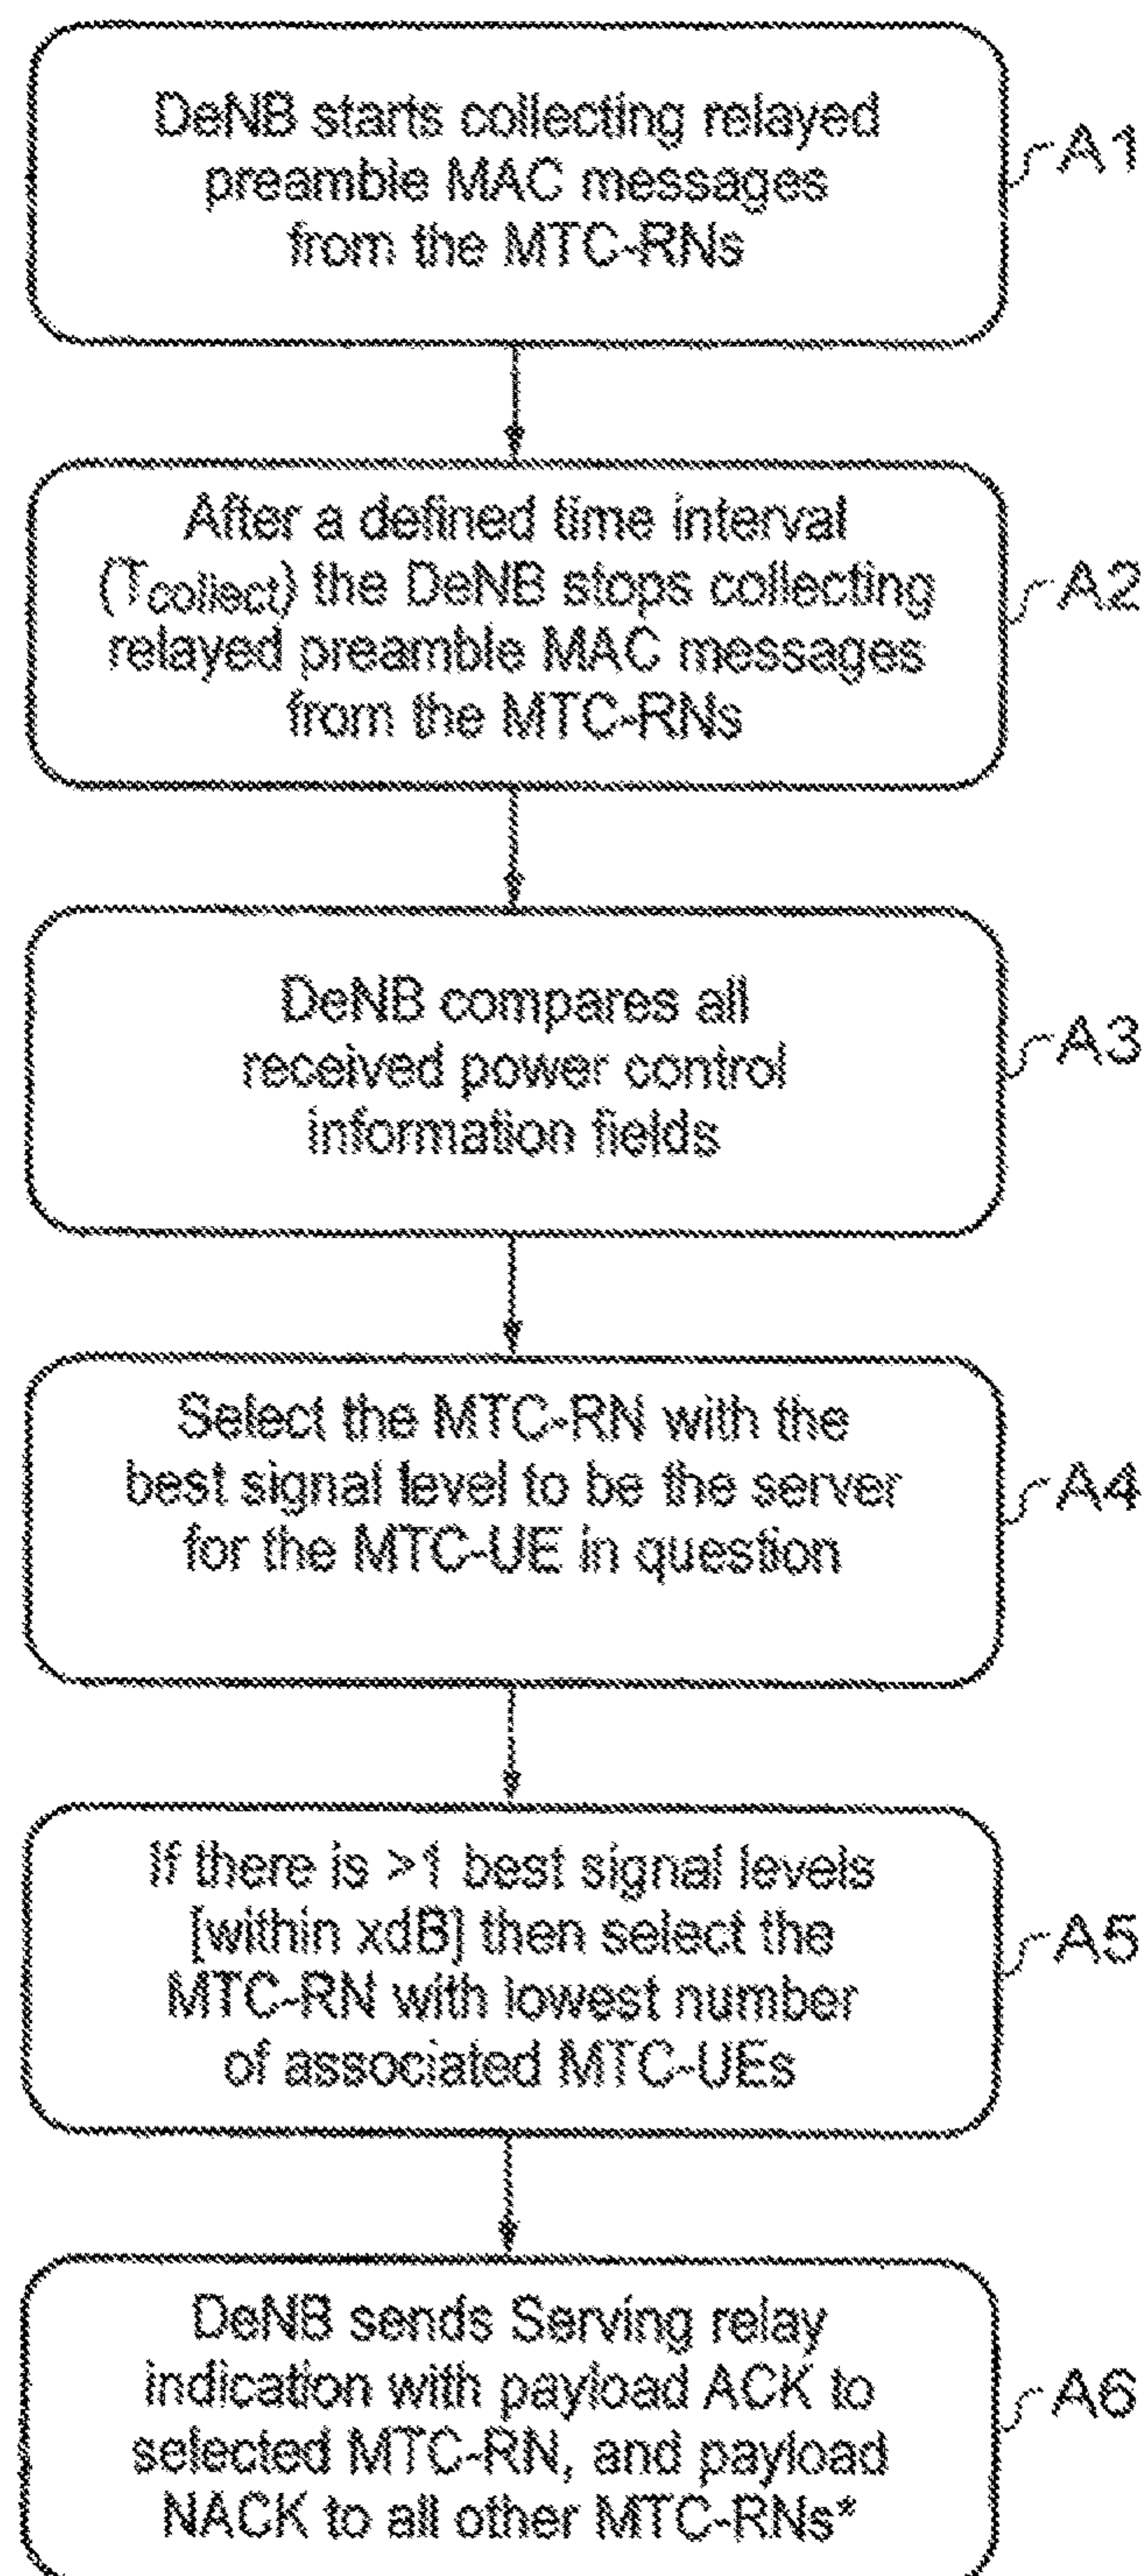 DeNB starts collecting relayed
preamble MAC messages
from the MTC-RNs
A1
After a defined time interval
(Tcollect) the DeNB stops collecting
relayed preamble MAC messages
from the MTC-RNs
A2
DeNB compares all
received power control
information fields
A3
Select the MTC-RN with the
best signal level to be the server
for the MTC-UE in question
A4
If there is >1 best signal levels
[within xdB] then select the
MTC-RN with lowest number
of associated MTC-UEs
A5
DeNB sends Serving relay
indication with payload ACK to
selected MTC-RN, and payload
NACK to all other MTC-RNs*
A6